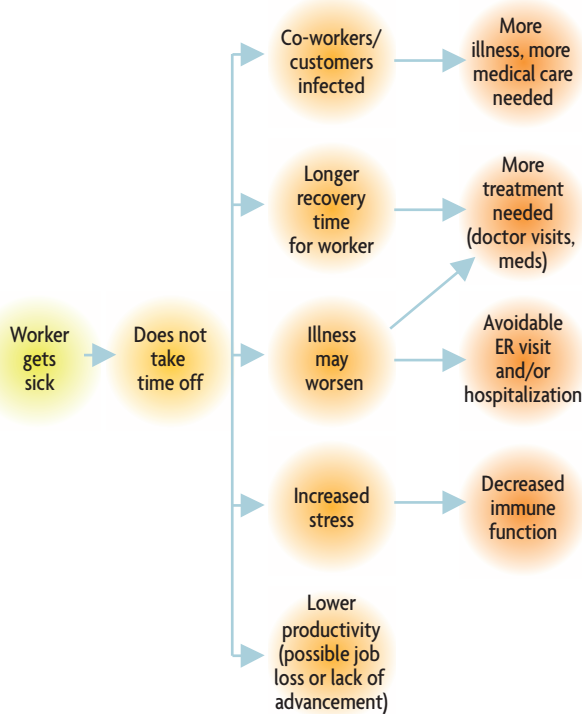 Worker
gets
sick
Does not
take
time off
Co-workers/
customers
infected
More
illness, more
medical care
needed
Longer
recovery
time
for worker
More
treatment
needed
(doctor visits,
meds)
Illness
may
worsen
Avoidable
ER visit
and/or
hospitalization
Increased
stress
Decreased
immune
function
Lower
productivity
(possible job
loss or lack of
advancement)